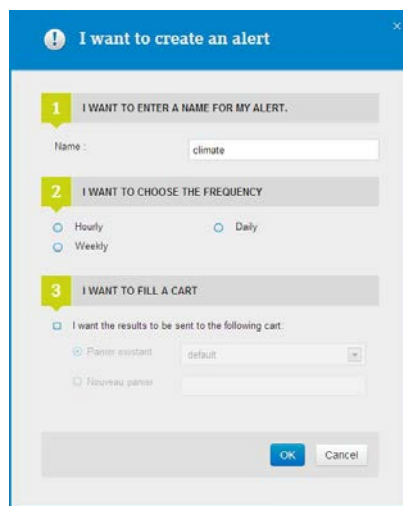 I want to create an alert
1 I WANT TO ENTER A NAME FOR MY ALERT.
Name : climate
2 I WANT TO CHOOSE THE FREQUENCY
Hourly Daily
Weekly
3 I WANT TO FILL A CART
I want the results to be sent to the following cart:
Panier existant default
Nouveau panier
OK Cancel